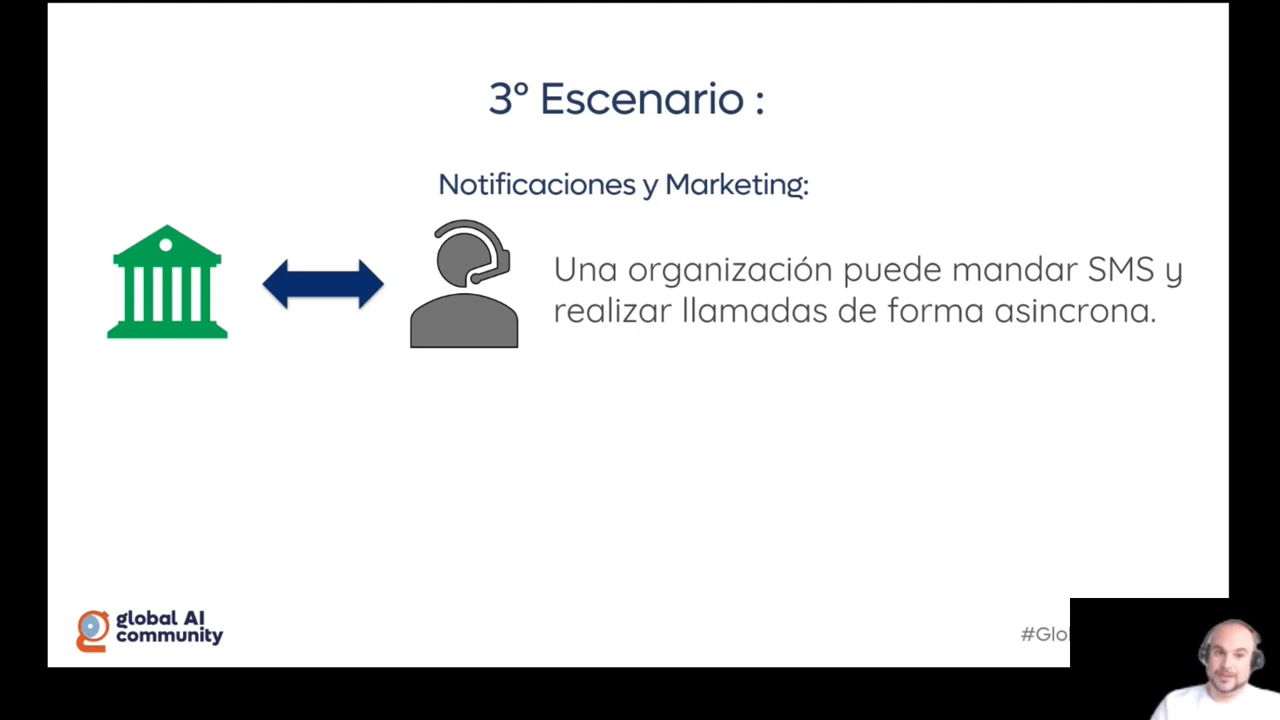 3º Escenario :
Notificaciones y Marketing:
Una organización puede mandar SMS y
realizar llamadas de forma asincrona.
global AI
community